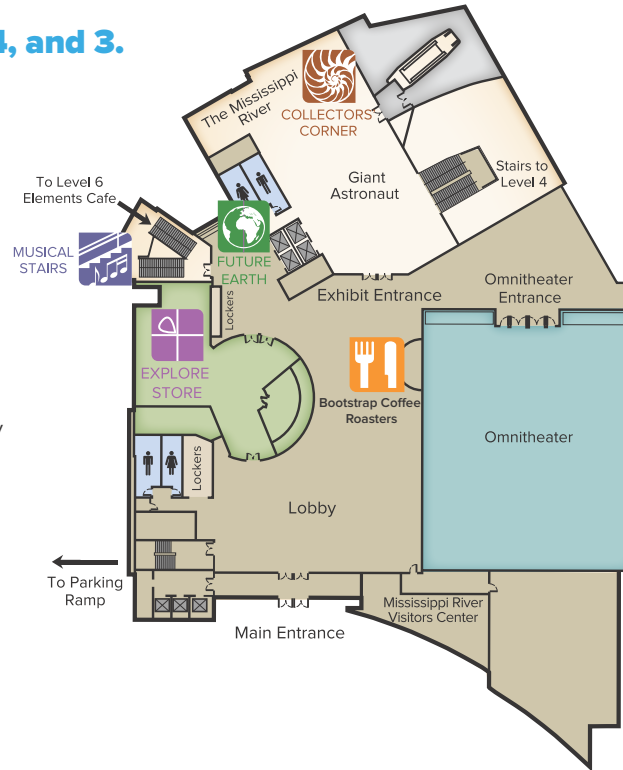 4, and 3.
The Mississippi
River
COLLECTORS
CORNER
Giant
Astronaut
Stairs to
Level 4
To Level 6
Elements Cafe
MUSICAL
STAIRS
FUTURE
EARTH
Lockers
Exhibit Entrance
Omnitheater
Entrance
EXPLORE
STORE
Bootstrap Coffee
Roasters
Omnitheater
Lockers
Lobby
To Parking
Ramp
Mississippi River
Visitors Center
Main Entrance